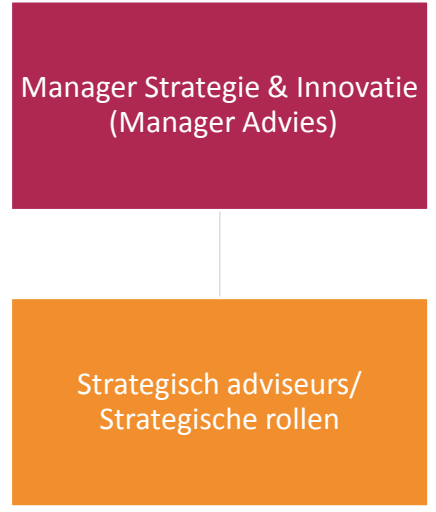 Manager Strategie & Innovatie
(Manager Advies)
Strategisch adviseurs/
Strategische rollen